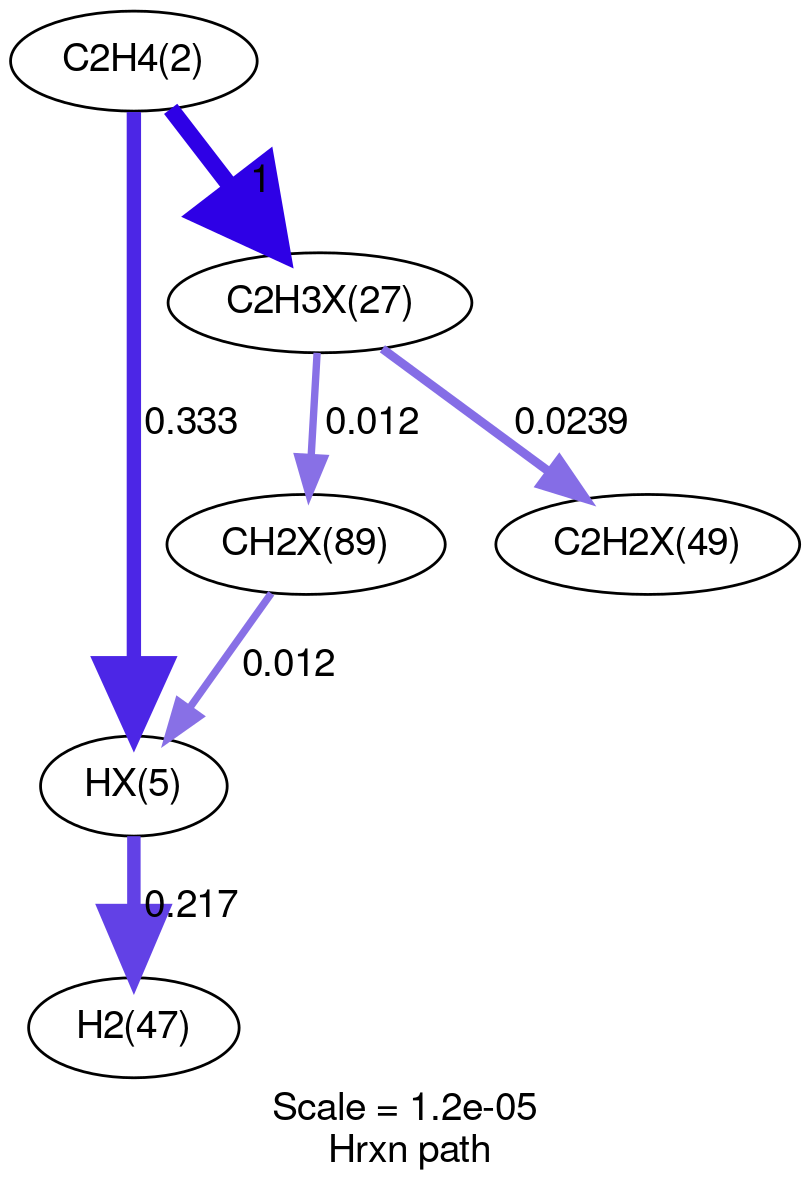 C2H4(2)
1
C2H3X(27)
0.333
0.012
0.0239
CH2X(89)
C2H2X(49)
0.012
HX(5)
0.217
H2(47)
Scale = 1.2e-05
Hrxn path